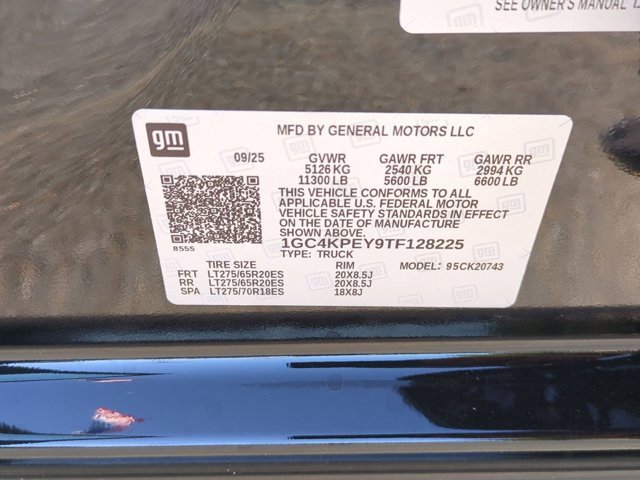 SEE OWNER'S MANUAL
gm
MFD BY GENERAL MOTORS LLC
09/25 GVWR GAWR FRT GAWR RR
5126 KG 2540 KG 2994 KG
11300 LB 5600 LB 6600 LB
THIS VEHICLE CONFORMS TO ALL
APPLICABLE U.S. FEDERAL MOTOR
VEHICLE SAFETY STANDARDS IN EFFECT
ON THE DATE OF MANUFACTURE
SHOWN ABOVE.
8555
1GC4KPEY9TF128225
TYPE: TRUCK
TIRE SIZE RIM MODEL: 95CK20743
FRT LT275/65R20ES 20X8.5J
RR LT275/65R20ES 20X8.5J
SPA LT275/70R18ES 18X8J